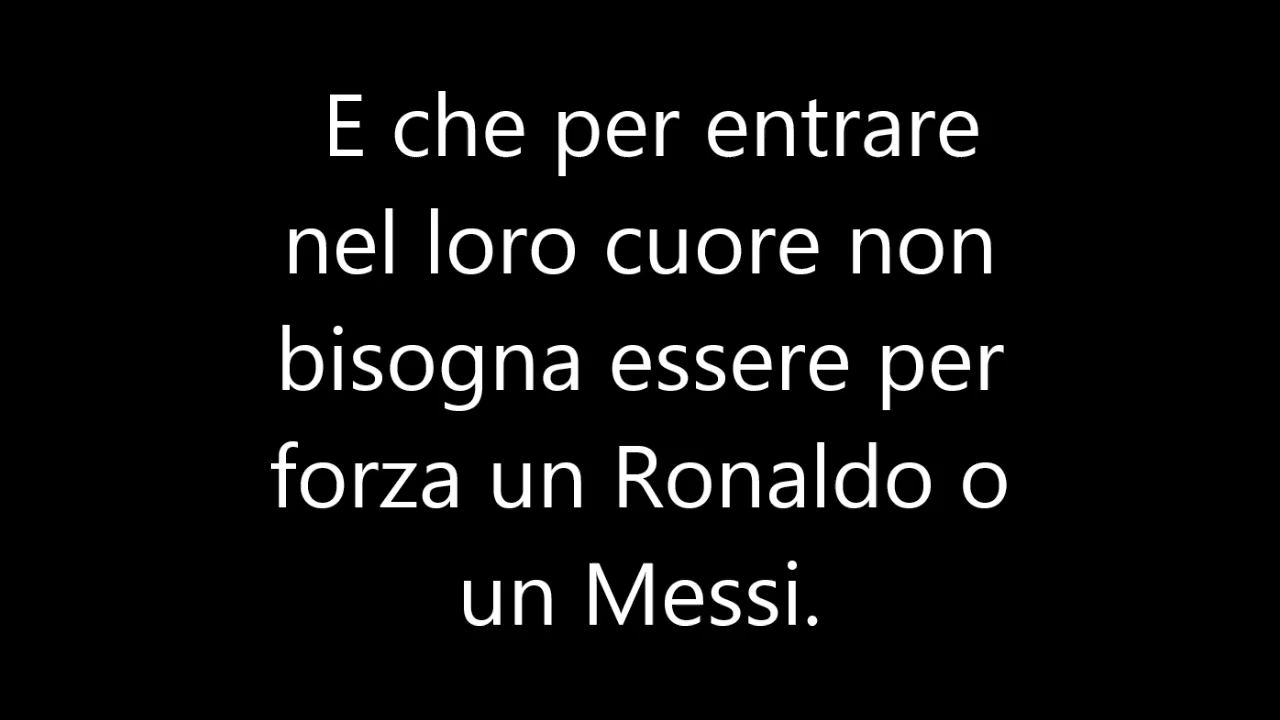 E che per entrare
nel loro cuore non
bisogna essere per
forza un Ronaldo o
un Messi.